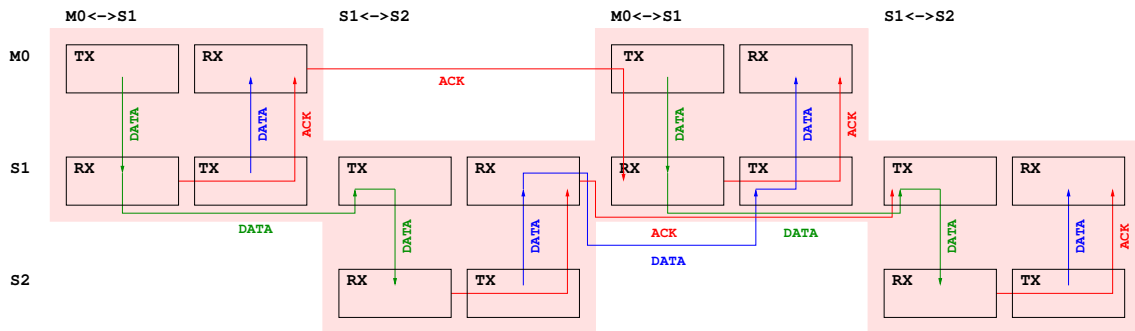 M0<->S1 S1<->S2 M0<->S1 S1<->S2
M0 TX RX TX RX
ACK
DATA DATA ACK DATA DATA ACK
S1 RX TX TX RX RX TX TX RX
DATA ACK DATA
DATA DATA DATA DATA ACK
DATA
S2 RX TX RX TX